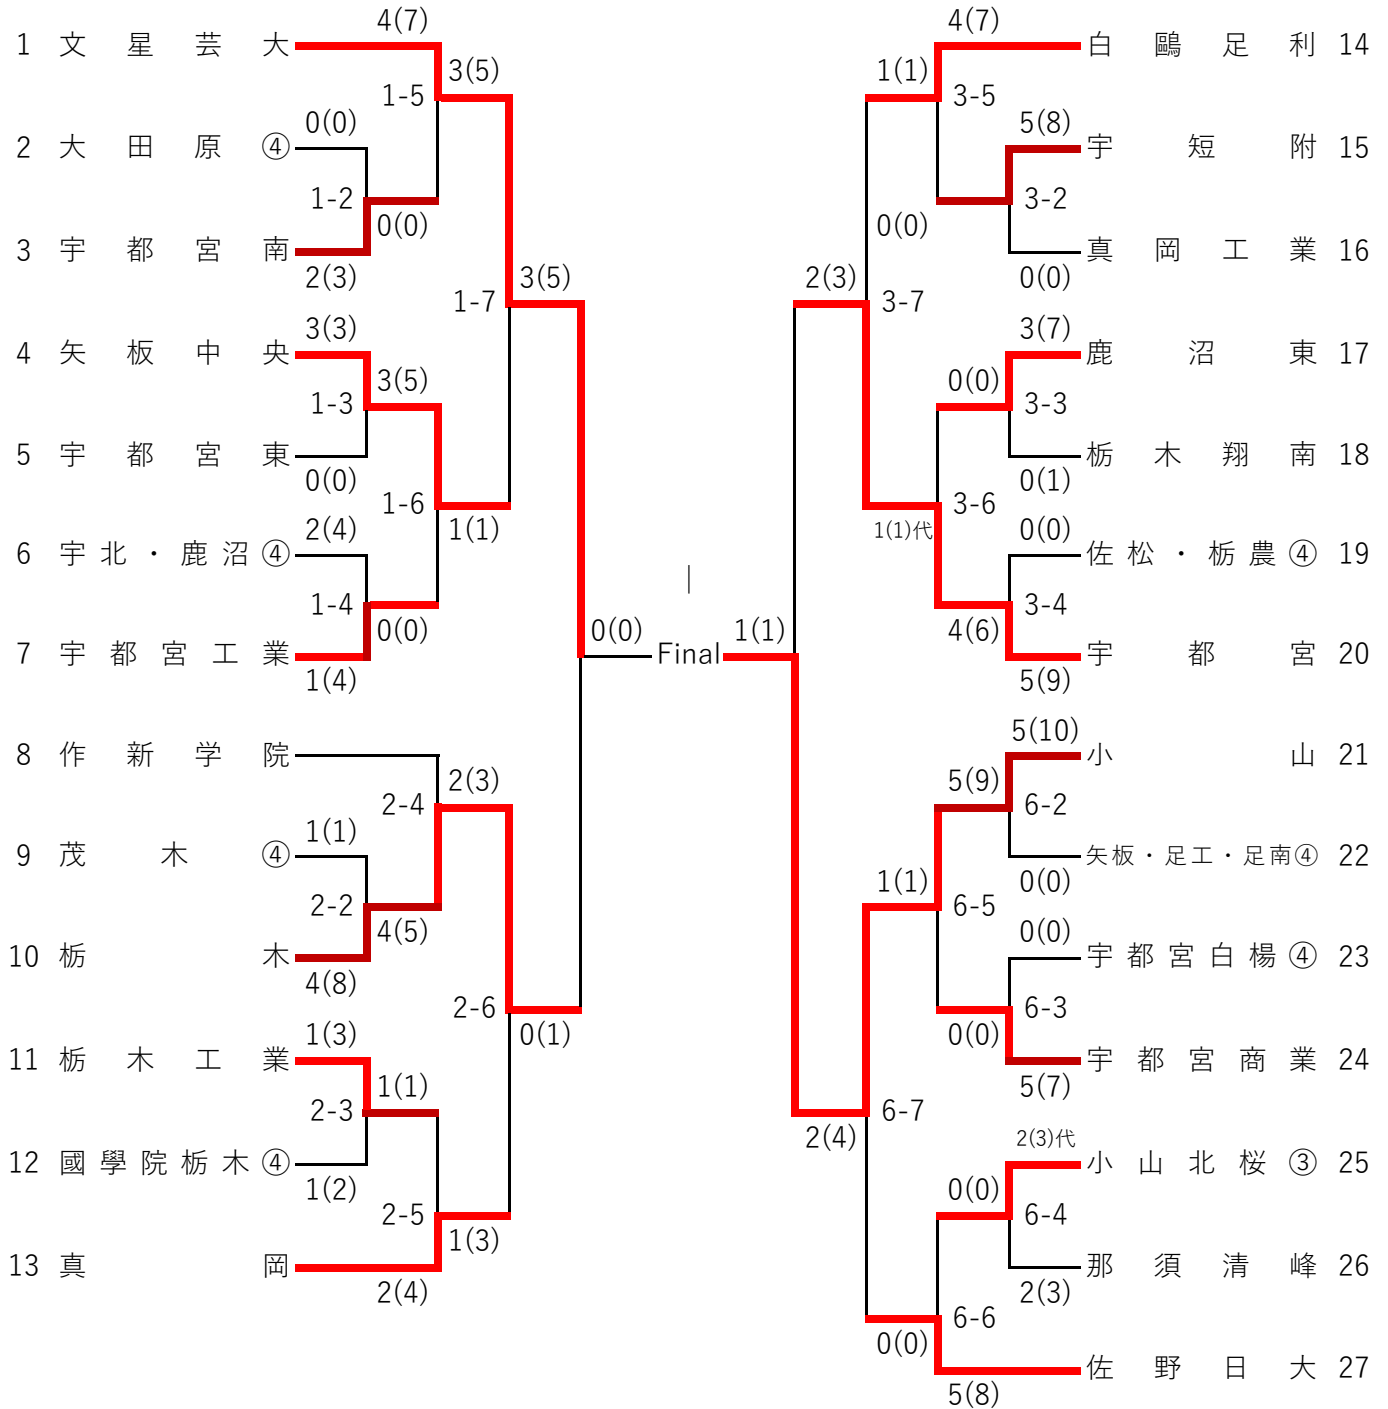 4(7)
4(7)
1 文星芸大
白鷗足利 14
3(5)
1(1)
1-5
3-5
0(0)
5(8)
2 大田原④
宇短附 15
1-2
3-2
0(0)
0(0)
3 宇都宮南
真岡工業 16
2(3)
3(5)
2(3)
0(0)
1-7
3-7
3(3)
3(7)
4 矢板中央
鹿沼東 17
3(5)
0(0)
1-3
3-3
5 宇都宮東
栃木翔南 18
0(0)
0(1)
1-6
3-6
2(4)
1(1)
1(1)代
0(0)
6 宇北・鹿沼④
佐松・栃農④ 19
|
1-4
3-4
0(0)
0(0)
1(1)
4(6)
7 宇都宮工業
Final
宇都宮 20
1(4)
5(9)
5(10)
8 作新学院
小山 21
2(3)
5(9)
2-4
6-2
1(1)
9 茂木④
矢板・足工・足南④ 22
1(1)
0(0)
2-2
6-5
4(5)
0(0)
10 栃木
宇都宮白楊④ 23
4(8)
2-6
6-3
1(3)
0(1)
0(0)
11 栃木工業
宇都宮商業 24
1(1)
5(7)
2-3
6-7
2(4)
2(3)代
12 國學院栃木④
小山北桜③ 25
1(2)
0(0)
2-5
6-4
1(3)
13 真岡
那須清峰 26
2(4)
2(3)
6-6
0(0)
佐野日大 27
5(8)